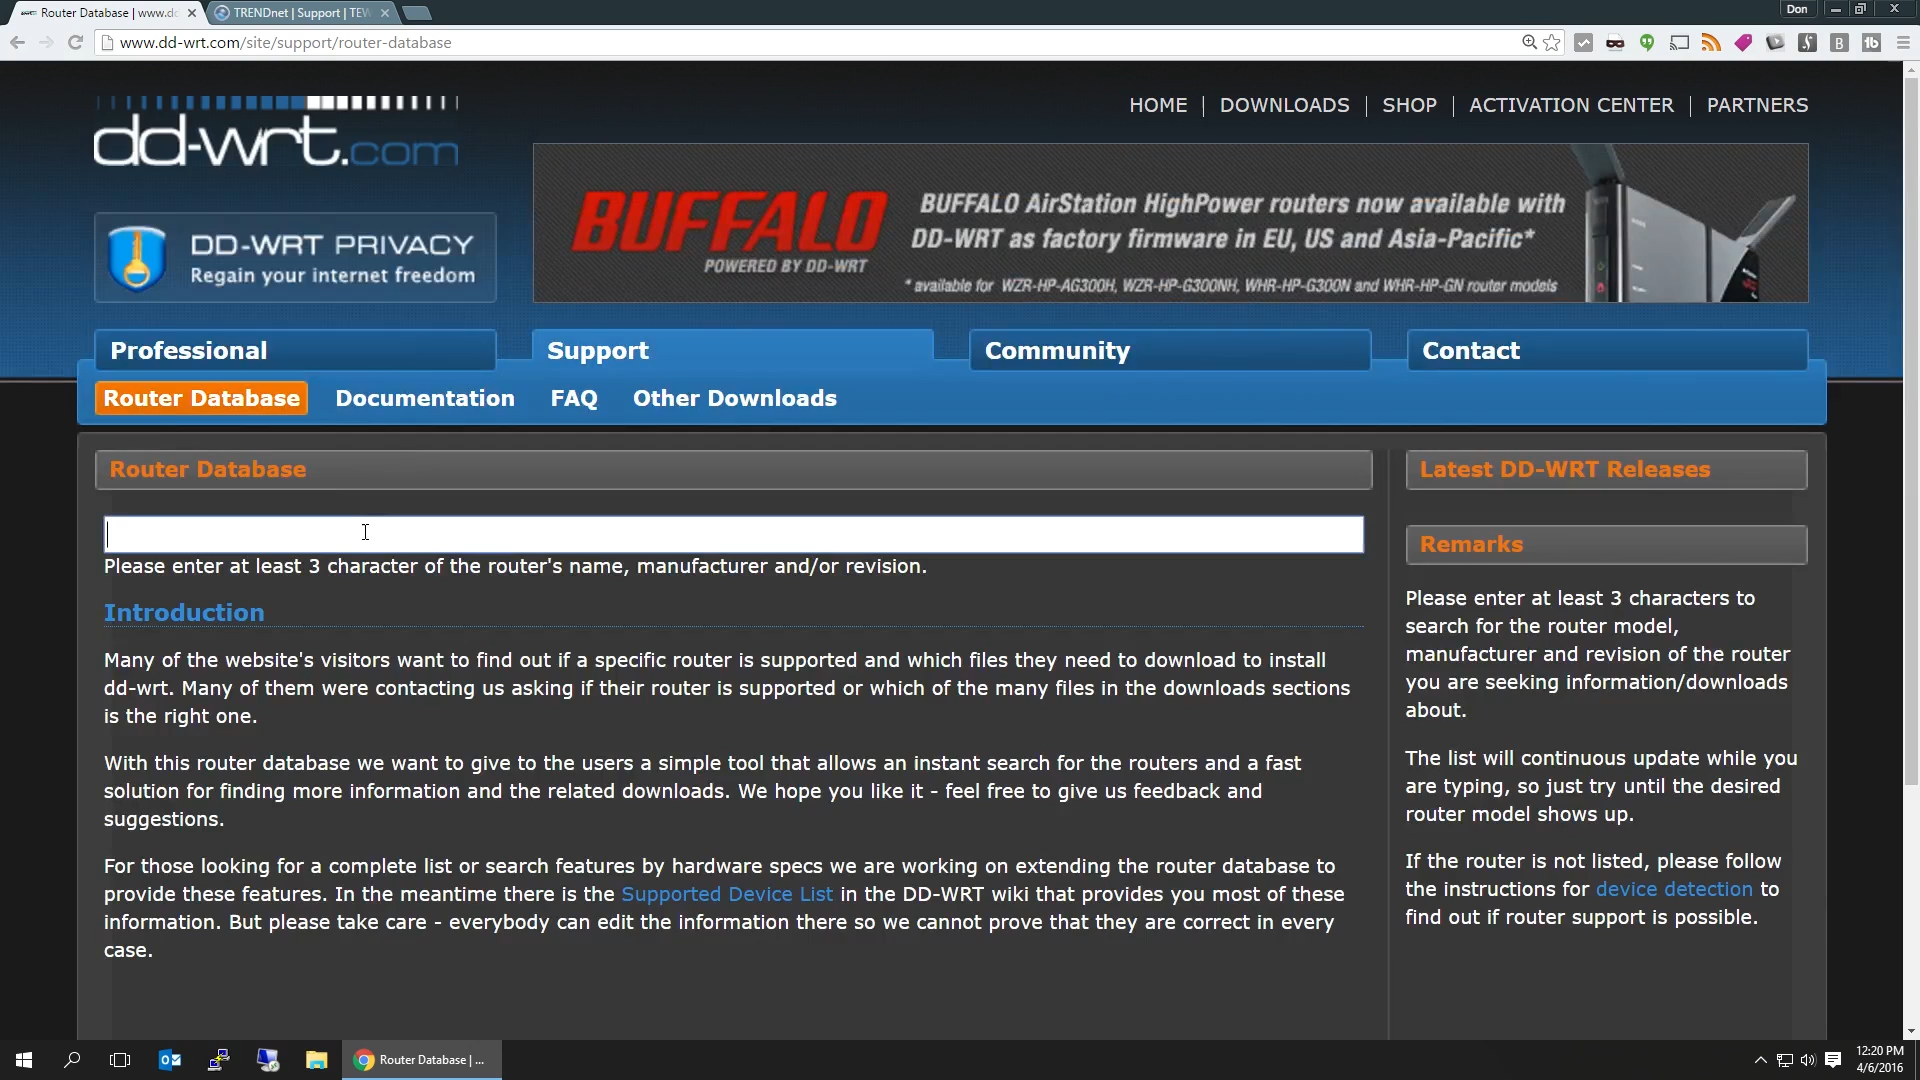 Router Database | www.dc
TRENDnet | Support | TEW
Don
www.dd-wrt.com/site/support/router-database
B
tb
dd-wrt.com
HOME | DOWNLOADS | SHOP | ACTIVATION CENTER | PARTNERS
BUFFALO
POWERED BY DD-WRT
BUFFALO AirStation HighPower routers now available with
DD-WRT as factory firmware in EU, US and Asia-Pacific*
* available for WZR-HP-AG300H, WZR-HP-G300NH, WHR-HP-G300N and WHR-HP-GN router models
DD-WRT PRIVACY
Regain your internet freedom
Professional
Support
Community
Contact
Router Database
Documentation
FAQ
Other Downloads
Router Database
Please enter at least 3 character of the router's name, manufacturer and/or revision.
Introduction
Many of the website's visitors want to find out if a specific router is supported and which files they need to download to install
dd-wrt. Many of them were contacting us asking if their router is supported or which of the many files in the downloads sections
is the right one.
With this router database we want to give to the users a simple tool that allows an instant search for the routers and a fast
solution for finding more information and the related downloads. We hope you like it - feel free to give us feedback and
suggestions.
For those looking for a complete list or search features by hardware specs we are working on extending the router database to
provide these features. In the meantime there is the Supported Device List in the DD-WRT wiki that provides you most of these
information. But please take care - everybody can edit the information there so we cannot prove that they are correct in every
case.
Latest DD-WRT Releases
Remarks
Please enter at least 3 characters to
search for the router model,
manufacturer and revision of the router
you are seeking information/downloads
about.
The list will continuous update while you
are typing, so just try until the desired
router model shows up.
If the router is not listed, please follow
the instructions for device detection to
find out if router support is possible.
Router Database | ...
12:20 PM
4/6/2016